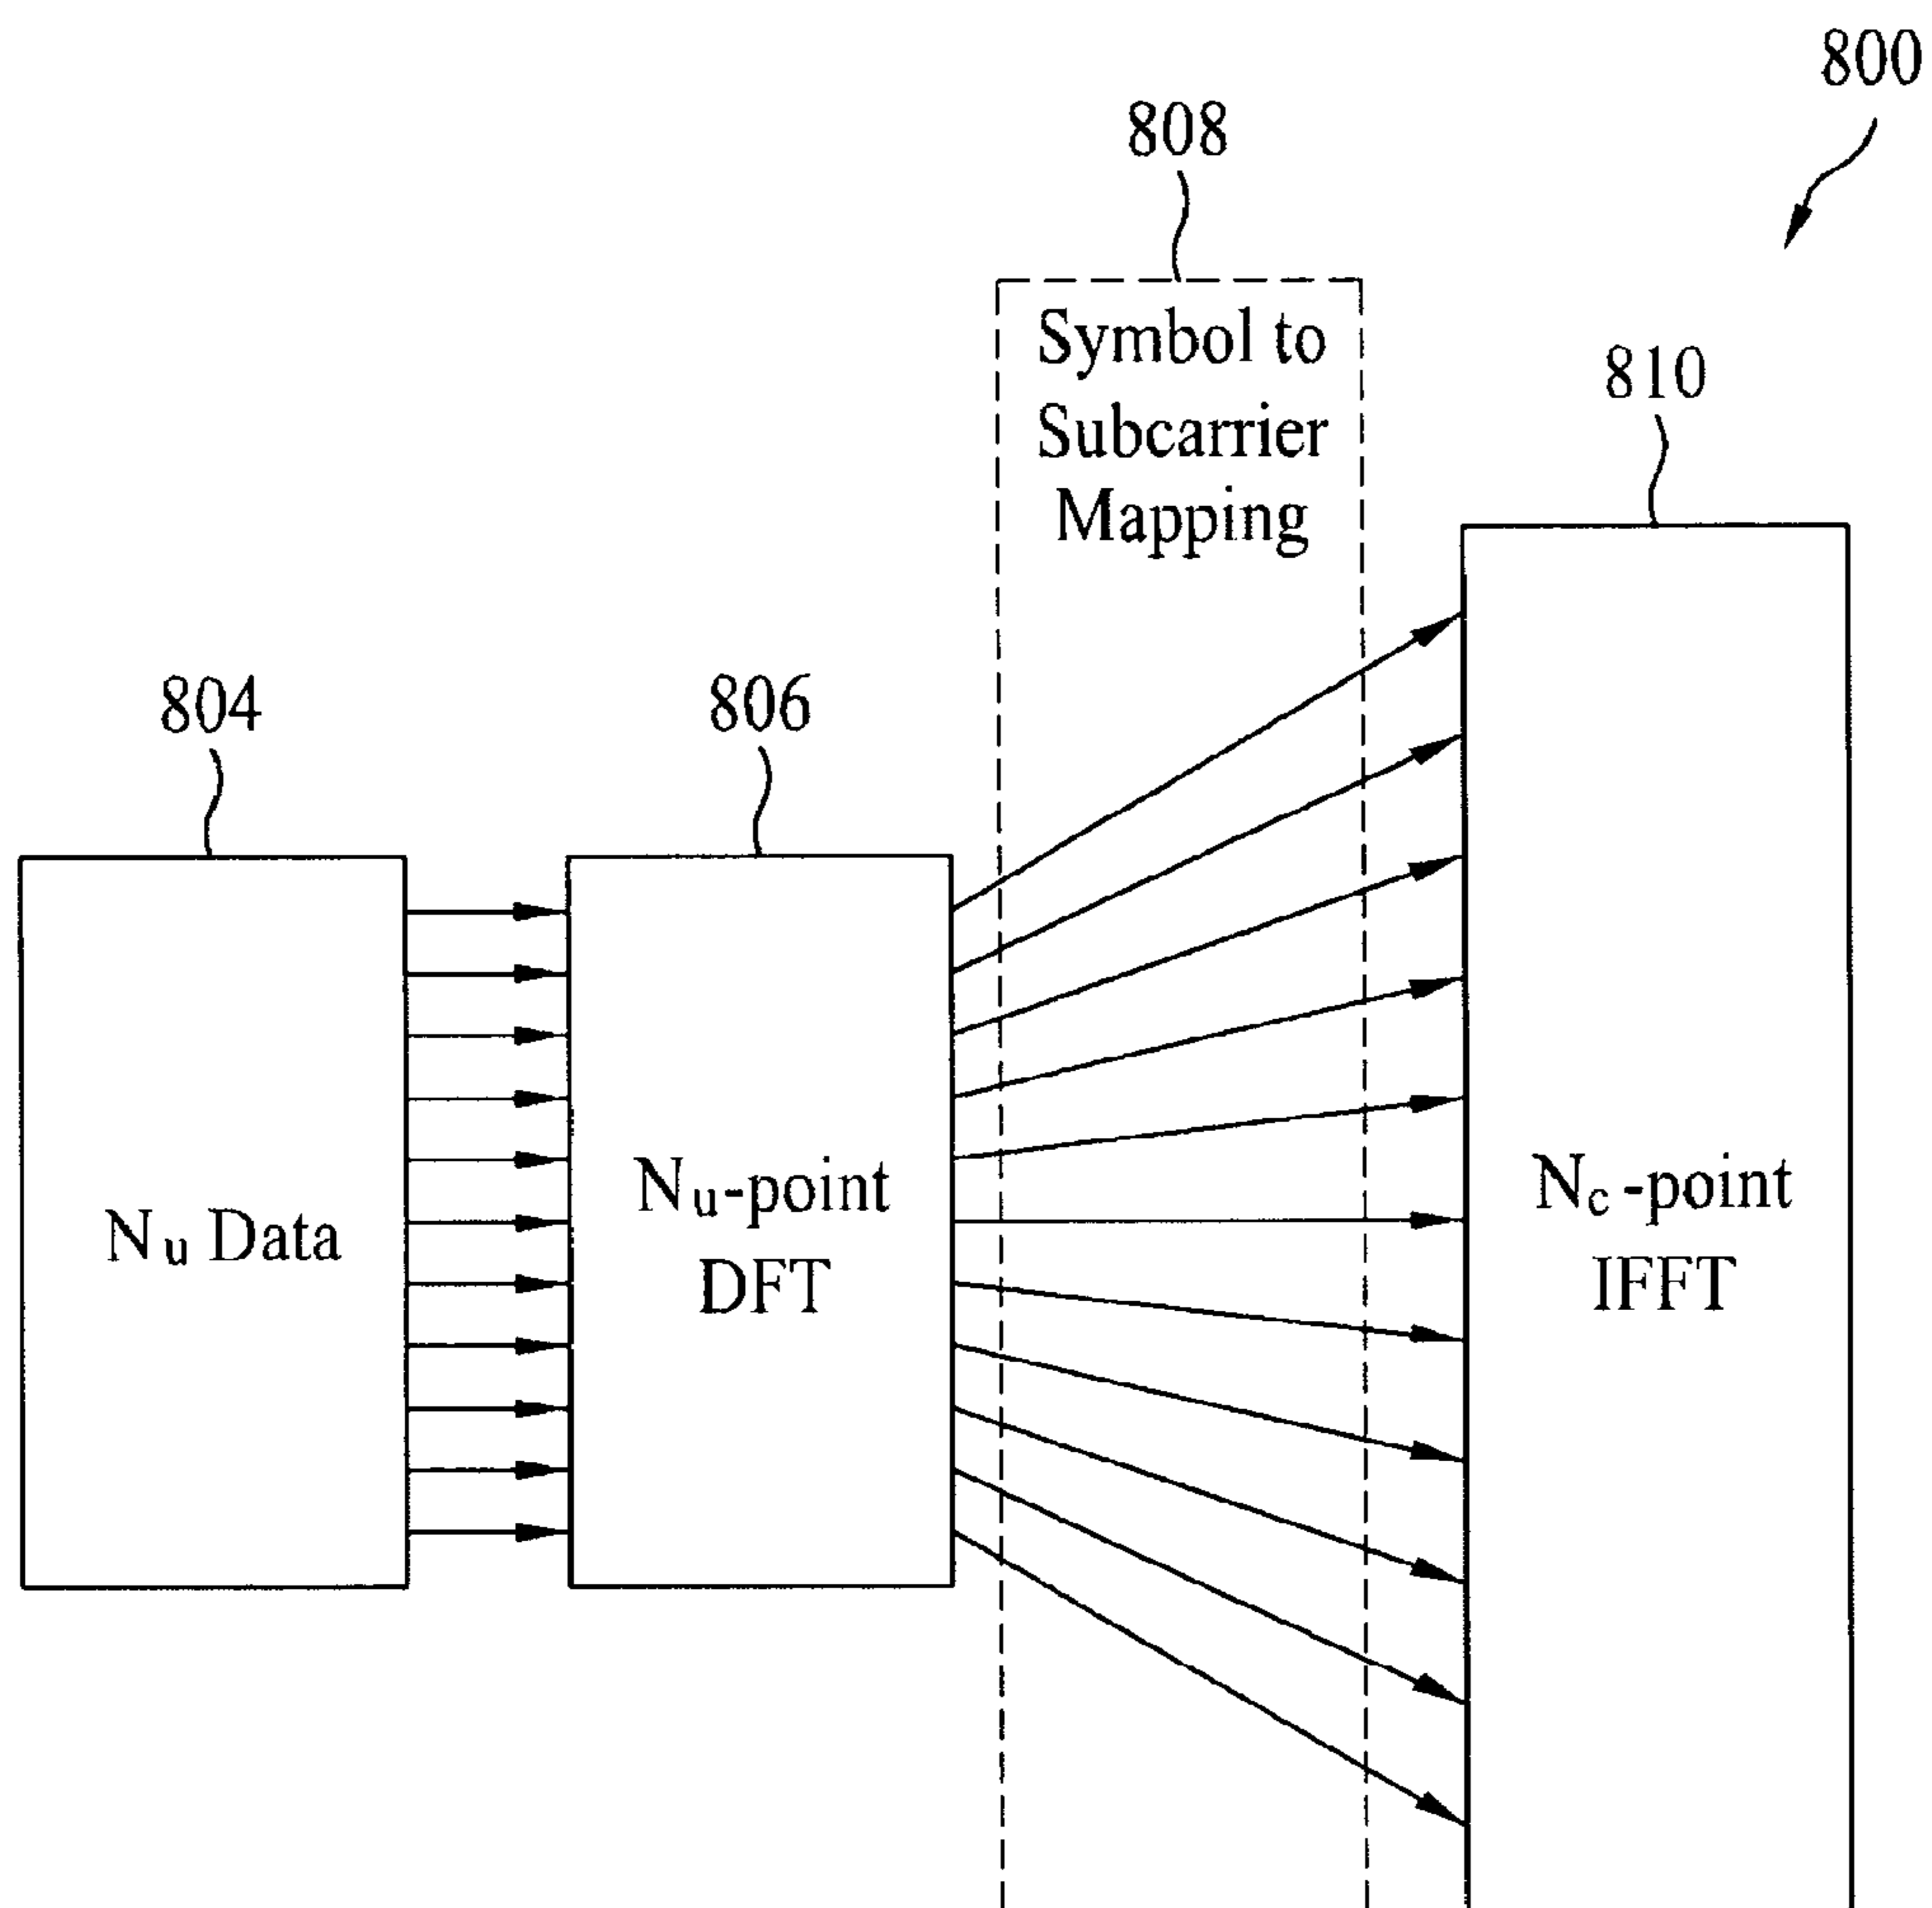 800
808
Symbol to
Subcarrier
Mapping
810
804
806
Nu Data
Nu-point
DFT
Nc-point
IFFT